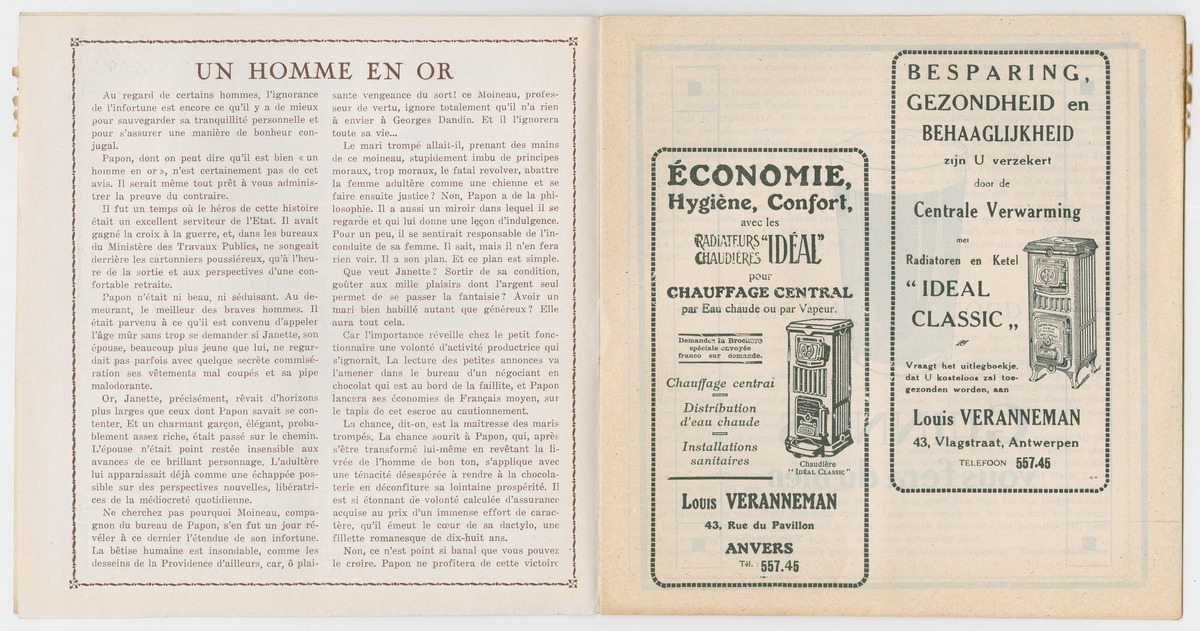 UN HOMME EN OR
Au regard de certains hommes, l'ignorance
de l'infortune est encore ce qu'il y a de mieux
pour sauvegarder sa tranquillité personnelle et
pour s'assurer une manière de bonheur con-
jugal.
Papon, dont on peut dire qu'il est bien « un
homme en or », n'est certainement pas de cet
avis. Il serait même tout prêt à vous adminis-
trer la preuve du contraire.
Il fut un temps où le héros de cette histoire
était un excellent serviteur de l'Etat. Il avait
gagné la croix à la guerre, et, dans les bureaux
du Ministère des Travaux Publics, ne songeait
derrière les cartonniers poussiéreux, qu'à l'heu-
re de la sortie et aux perspectives d'une con-
fortable retraite.
Papon n'était ni beau, ni séduisant. Au de-
meurant, le meilleur des braves hommes. Il
était parvenu à ce qu'il est convenu d'appeler
l'âge mûr sans trop se demander si Janette, son
épouse, beaucoup plus jeune que lui, ne regar-
dait pas parfois avec quelque secrète commisé-
ration ses vêtements mal coupés et sa pipe
malodorante.
Or, Janette, précisément, rêvait d'horizons
plus larges que ceux dont Papon savait se con-
tenter. Et un charmant garçon, élégant, proba-
blement assez riche, était passé sur le chemin.
L'épouse n'était point restée insensible aux
avances de ce brillant personnage. L'adultère
lui apparaissait déjà comme une échappée pos-
sible sur des perspectives nouvelles, libératri-
ces de la médiocreté quotidienne.
Ne cherchez pas pourquoi Moineau, compa-
gnon du bureau de Papon, s'en fut un jour ré-
véler à ce dernier l'étendue de son infortune.
La bêtise humaine est insondable, comme les
desseins de la Providence d'ailleurs, car, ô plai-
sante vengeance du sort! ce Moineau, profes-
seur de vertu, ignore totalement qu'il n'a rien
à envier à Georges Dandin. Et il l'ignorera
toute sa vie...
Le mari trompé allait-il, prenant des mains
de ce moineau, stupidement imbu de principes
moraux, trop moraux, le fatal revolver, abattre
la femme adultère comme une chienne et se
faire ensuite justice? Non, Papon a de la phi-
losophie. Il a aussi un miroir dans lequel il se
regarde et qui lui donne une leçon d'indulgence.
Pour un peu, il se sentirait responsable de l'in-
conduite de sa femme. Il sait, mais il n'en fera
rien voir. Il a son plan. Et ce plan est simple.
Que veut Janette? Sortir de sa condition,
goûter aux mille plaisirs dont l'argent seul
permet de se passer la fantaisie? Avoir un
mari bien habillé autant que généreux? Elle
aura tout cela.
Car l'importance réveille chez le petit fonc-
tionnaire une volonté d'activité productrice qui
s'ignorait. La lecture des petites annonces va
l'amener dans le bureau d'un négociant en
chocolat qui est au bord de la faillite, et Papon
lancera ses économies de Français moyen, sur
le tapis de cet escroc au cautionnement.
La chance, dit-on, est la maîtresse des maris
trompés. La chance sourit à Papon, qui, après
s'être transformé lui-même en revêtant la li-
vrée de l'homme de bon ton, s'applique avec
une ténacité désespérée à rendre à la chocola-
terie en déconfiture sa lointaine prospérité. Il
est si étonnant de volonté calculée d'assurance
acquise au prix d'un immense effort de carac-
tère, qu'il émeut le cœur de sa dactylo, une
fillette romanesque de dix-huit ans.
Non, ce n'est point si banal que vous pouvez
le croire. Papon ne profitera de cette victoire
ÉCONOMIE,
Hygiène, Confort,
avec les
RADIATEURS
CHAUDIÈRES "IDÉAL"
pour
CHAUFFAGE CENTRAL
par Eau chaude ou par Vapeur.
Demandez la Brochure
spéciale envoyée
franco sur demande.
Chauffage central
Distribution
d'eau chaude
Installations
sanitaires
Chaudière
"IDÉAL CLASSIC"
Louis VERANNEMAN
43, Rue du Pavillon
ANVERS
Tél. : 557.45
BESPARING,
GEZONDHEID en
BEHAAGLIJKHEID
zijn U verzekert
door de
Centrale Verwarming
met
Radiatoren en Ketel
“ IDEAL
CLASSIC „
Vraagt het uitlegboekje,
dat U kosteloos zal toe-
gezonden worden, aan
Louis VERANNEMAN
43, Vlagstraat, Antwerpen
TELEFOON 557.45